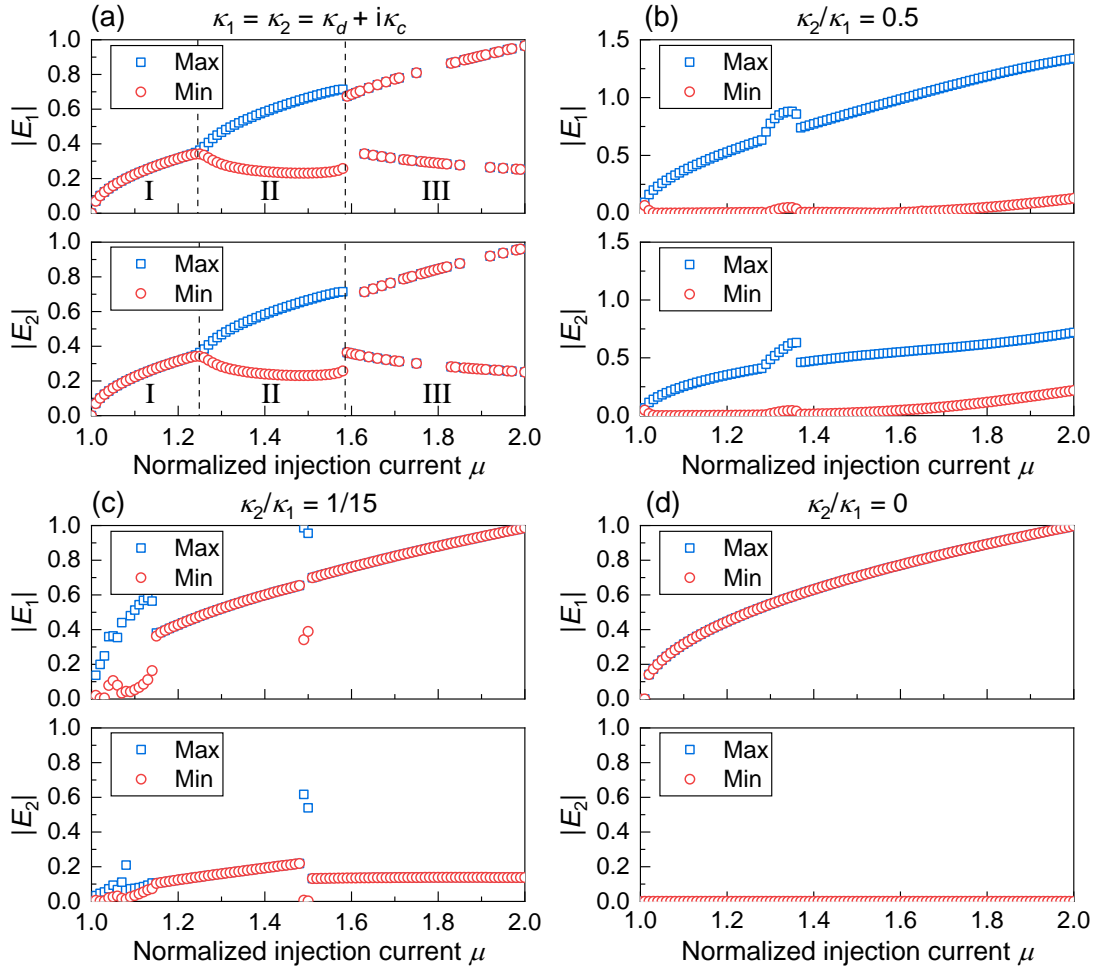 (a) κ1 = κ2 = κd + iκc
1.0
0.8
0.6
0.4
0.2
0.0
|E1|
Max
Min
I II III
1.0
0.8
0.6
0.4
0.2
0.0
|E2|
Max
Min
I II III
1.0 1.2 1.4 1.6 1.8 2.0
Normalized injection current μ
(b) κ2/κ1 = 0.5
1.5
1.0
0.5
0.0
|E1|
Max
Min
1.5
1.0
0.5
0.0
|E2|
Max
Min
1.0 1.2 1.4 1.6 1.8 2.0
Normalized injection current μ
(c) κ2/κ1 = 1/15
1.0
0.8
0.6
0.4
0.2
0.0
|E1|
Max
Min
1.0
0.8
0.6
0.4
0.2
0.0
|E2|
Max
Min
1.0 1.2 1.4 1.6 1.8 2.0
Normalized injection current μ
(d) κ2/κ1 = 0
1.0
0.8
0.6
0.4
0.2
0.0
|E1|
Max
Min
1.0
0.8
0.6
0.4
0.2
0.0
|E2|
Max
Min
1.0 1.2 1.4 1.6 1.8 2.0
Normalized injection current μ